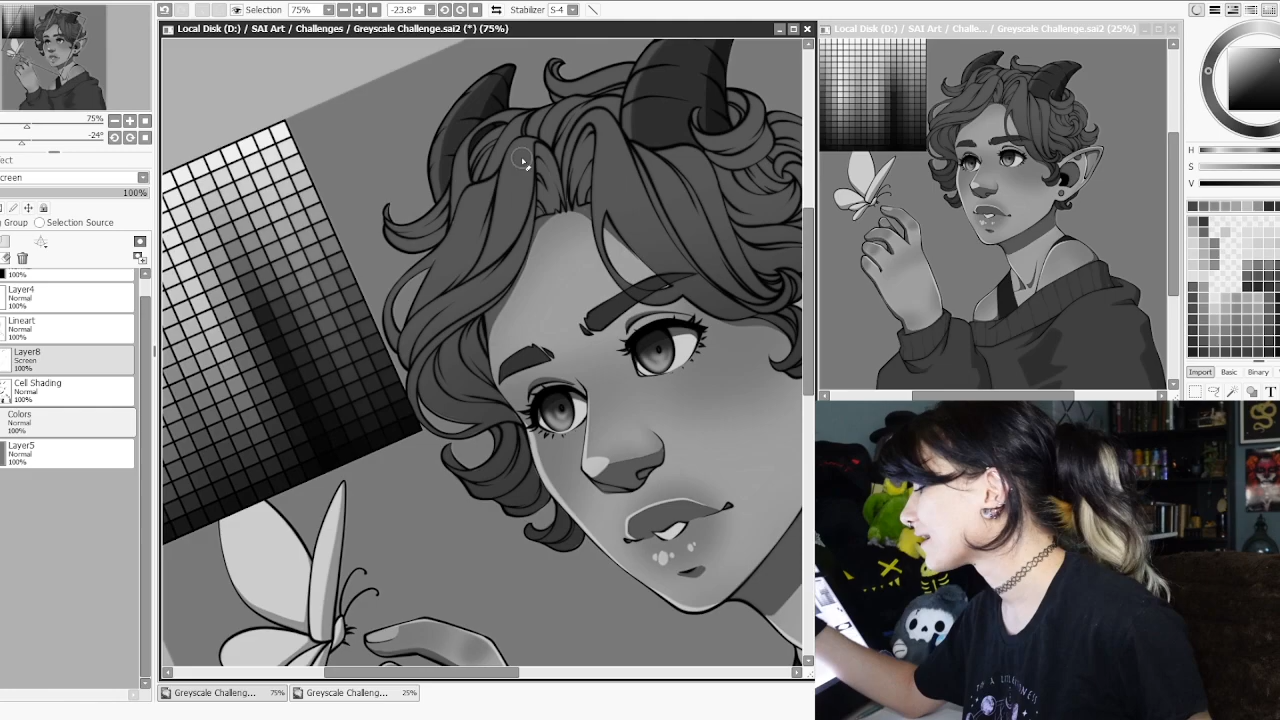 Selection 75% -23.8° Stabilizer S-4
Local Disk (D:) / SAI Art / Challenges / Greyscale Challenge.sai2 (*) (75%)
Local Disk (D:) / SAI Art / Challe... / Greyscale Challenge.sai2 (25%)
75%
-24°
ect
creen
100%
g Group Selection Source
100%
Layer4
Normal
100%
Lineart
Normal
100%
Layer8
Screen
100%
Cell Shading
Normal
100%
Colors
Normal
100%
Layer5
Normal
100%
H
S
V
Import Basic Binary
T
Greyscale Challeng... 75%
Greyscale Challeng... 25%